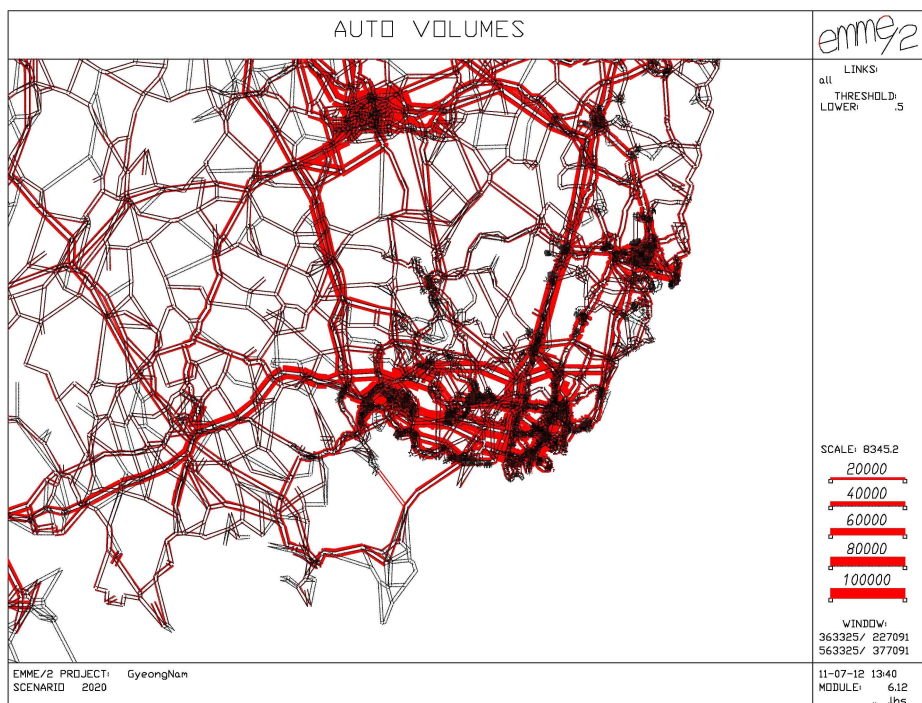 AUTO VOLUMES
emme/2
LINKS:
all
THRESHOLD:
LOWER: .5
SCALE: 8345.2
20000
40000
60000
80000
100000
WINDOW:
363325/ 227091
563325/ 377091
EMME/2 PROJECT: GyeongNam
SCENARIO 2020
11-07-12 13:40
MODULE: 6.12